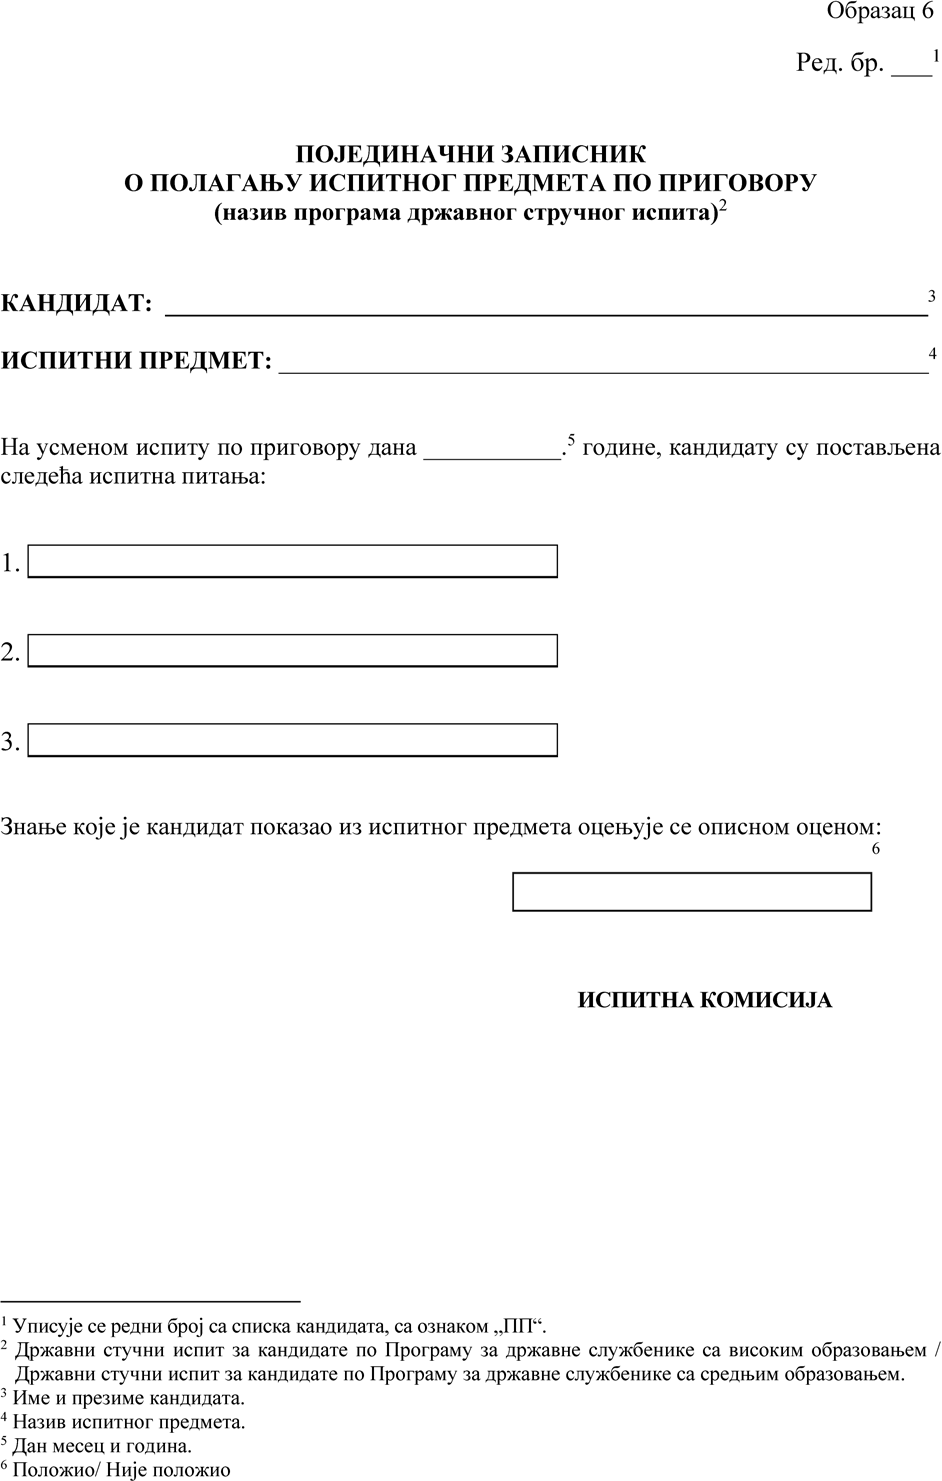 Образац 6
Ред. бр. ___1
ПОЈЕДИНАЧНИ ЗАПИСНИК
О ПОЛАГАЊУ ИСПИТНОГ ПРЕДМЕТА ПО ПРИГОВОРУ
(назив програма државног стручног испита)2
КАНДИДАТ: ____________________3
ИСПИТНИ ПРЕДМЕТ: ____________________4
На усменом испиту по приговору дана ___________.5 године, кандидату су постављена
следећа испитна питања:
1.
2.
3.
Знање које је кандидат показао из испитног предмета оцењује се описном оценом:
6
ИСПИТНА КОМИСИЈА
1 Уписује се редни број са списка кандидата, са ознаком „ПП“.
2 Државни стучни испит за кандидате по Програму за државне службенике са високим образовањем /
Државни стучни испит за кандидате по Програму за државне службенике са средњим образовањем.
3 Име и презиме кандидата.
4 Назив испитног предмета.
5 Дан месец и година.
6 Положио/ Није положио